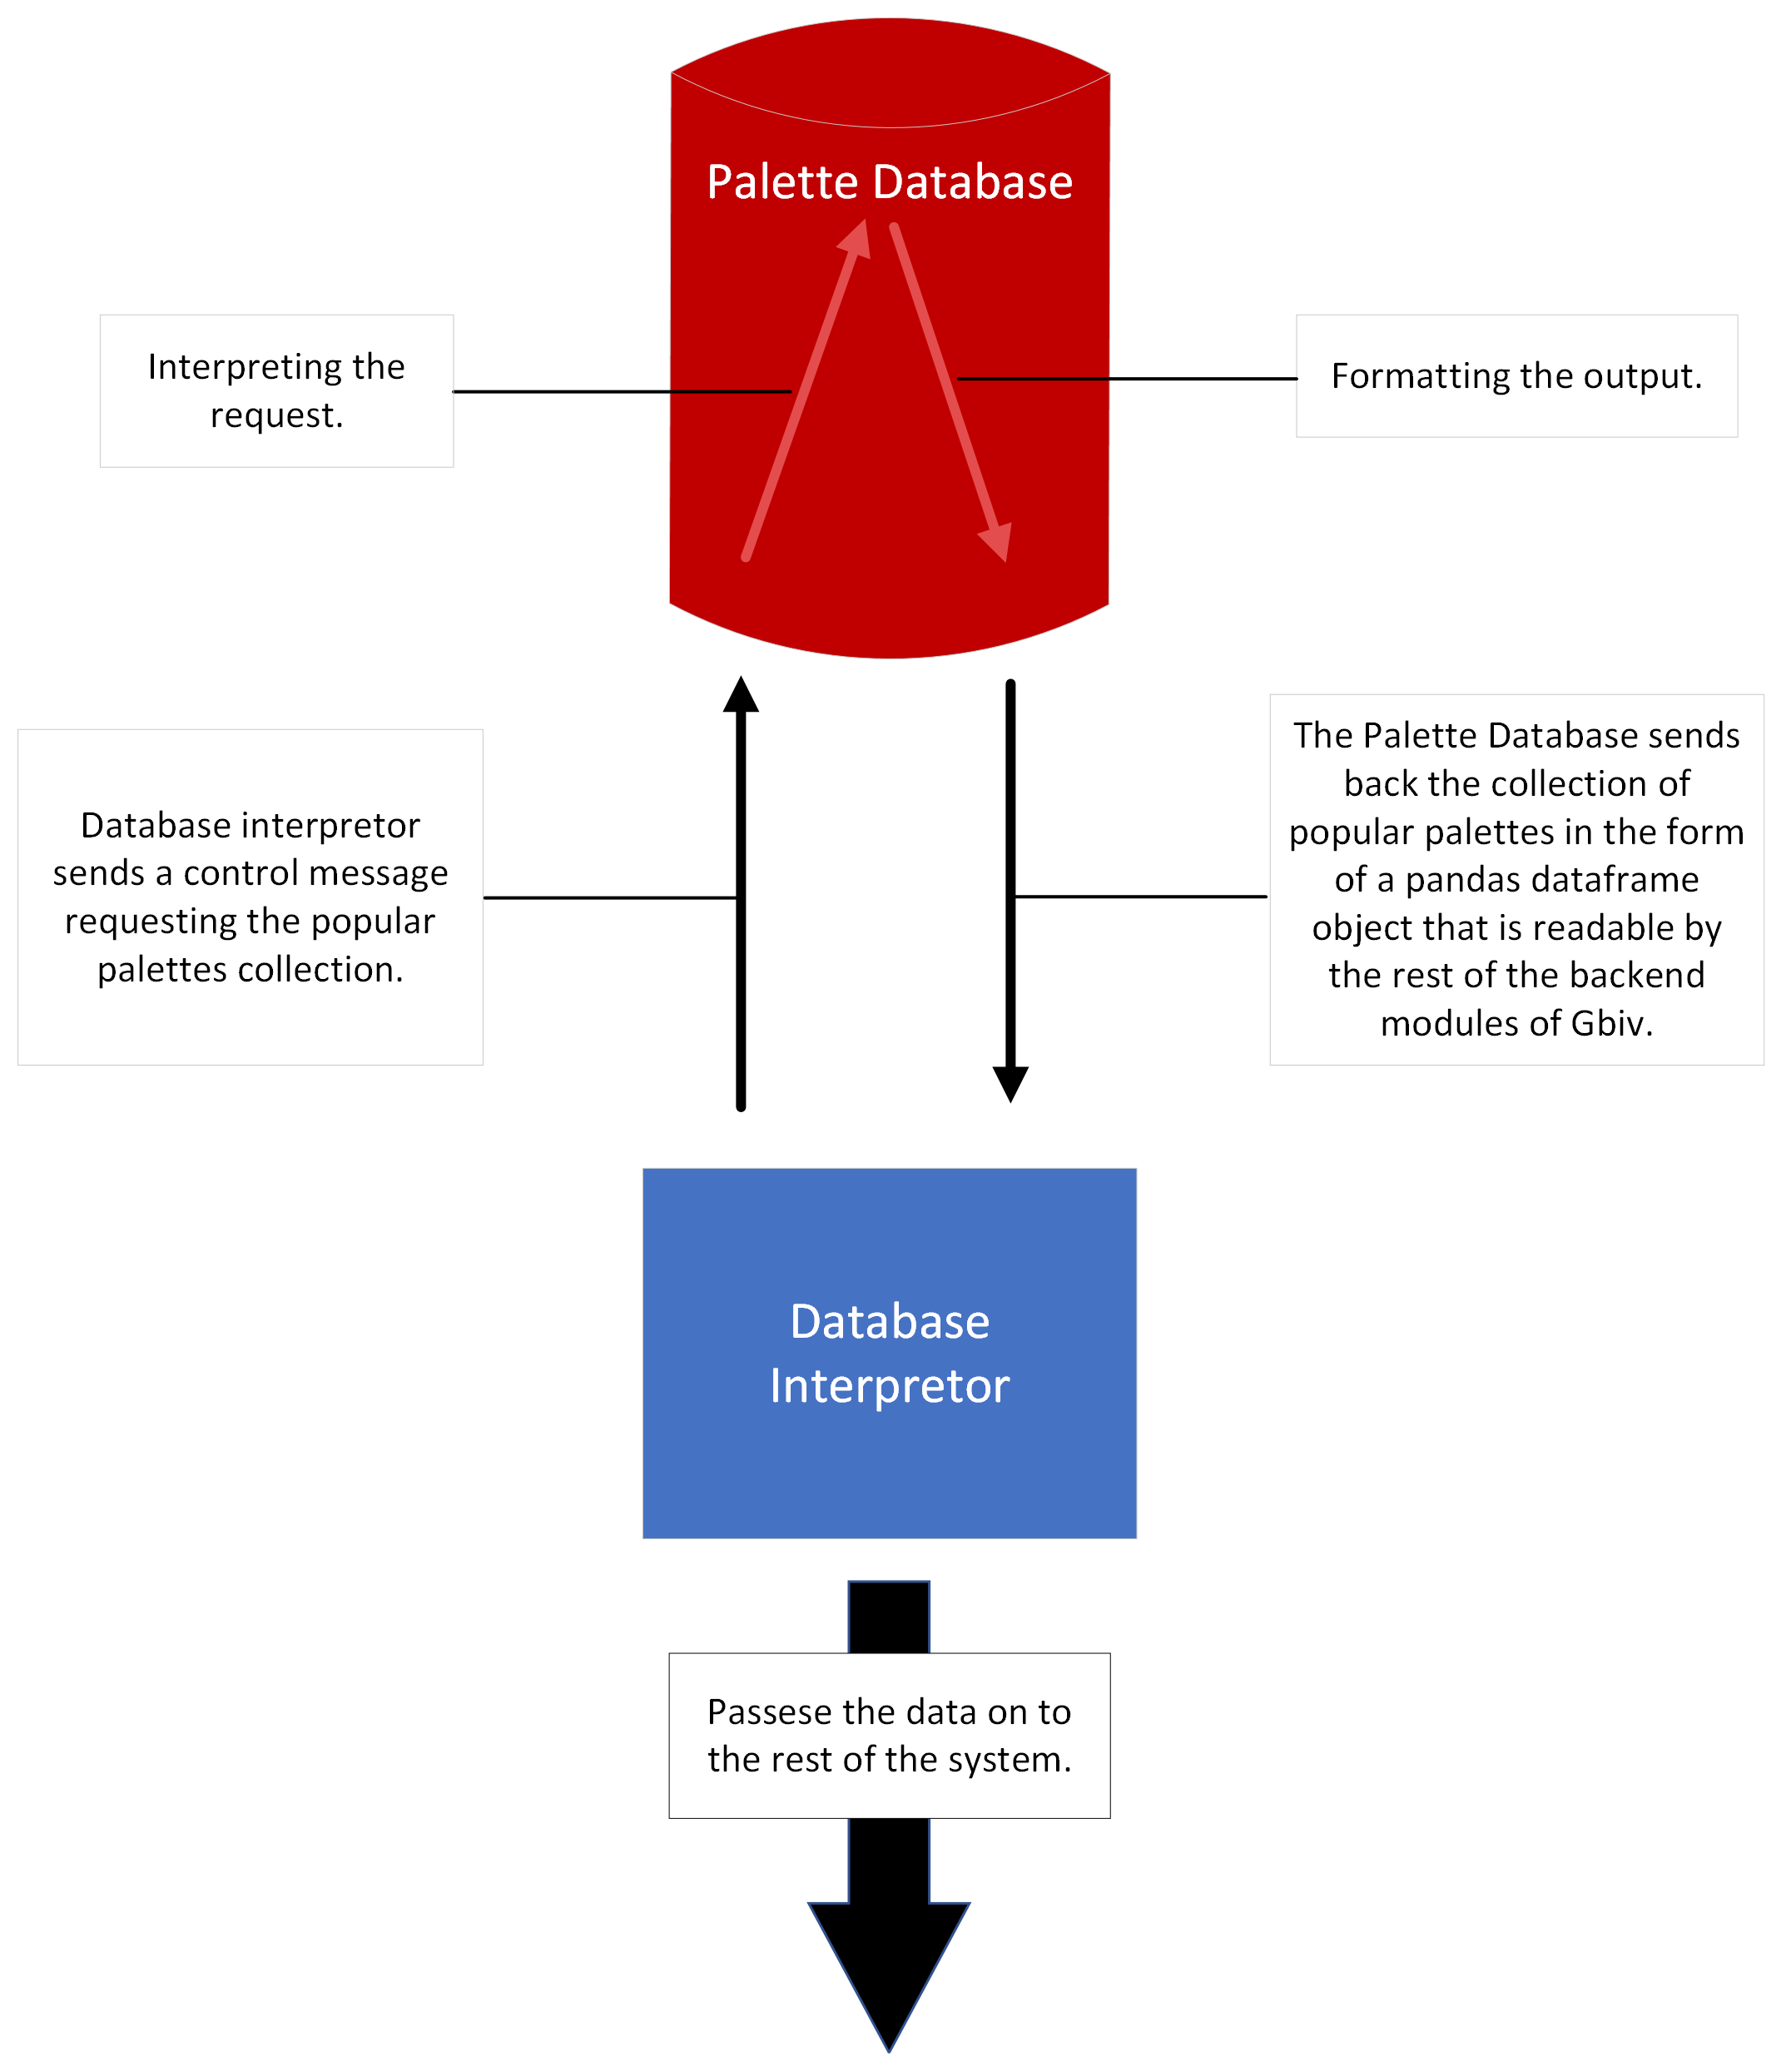 Palette Database
Interpreting the
request.
Formatting the output.
Database interpretor
sends a control message
requesting the popular
palettes collection.
The Palette Database sends
back the collection of
popular palettes in the form
of a pandas dataframe
object that is readable by
the rest of the backend
modules of Gbiv.
Database
Interpretor
Passese the data on to
the rest of the system.